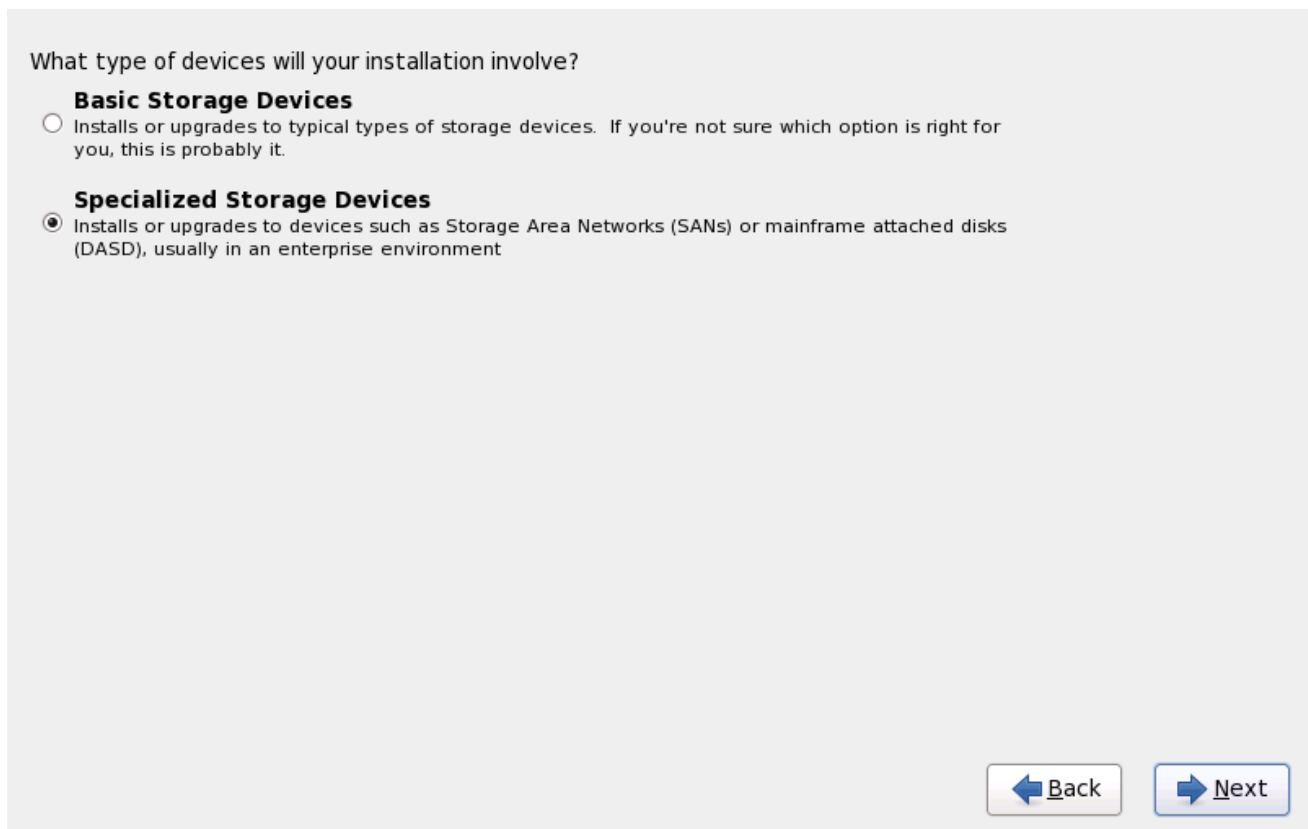 What type of devices will your installation involve?
Basic Storage Devices
Installs or upgrades to typical types of storage devices.  If you're not sure which option is right for
you, this is probably it.
Specialized Storage Devices
Installs or upgrades to devices such as Storage Area Networks (SANs) or mainframe attached disks
(DASD), usually in an enterprise environment
Back
Next